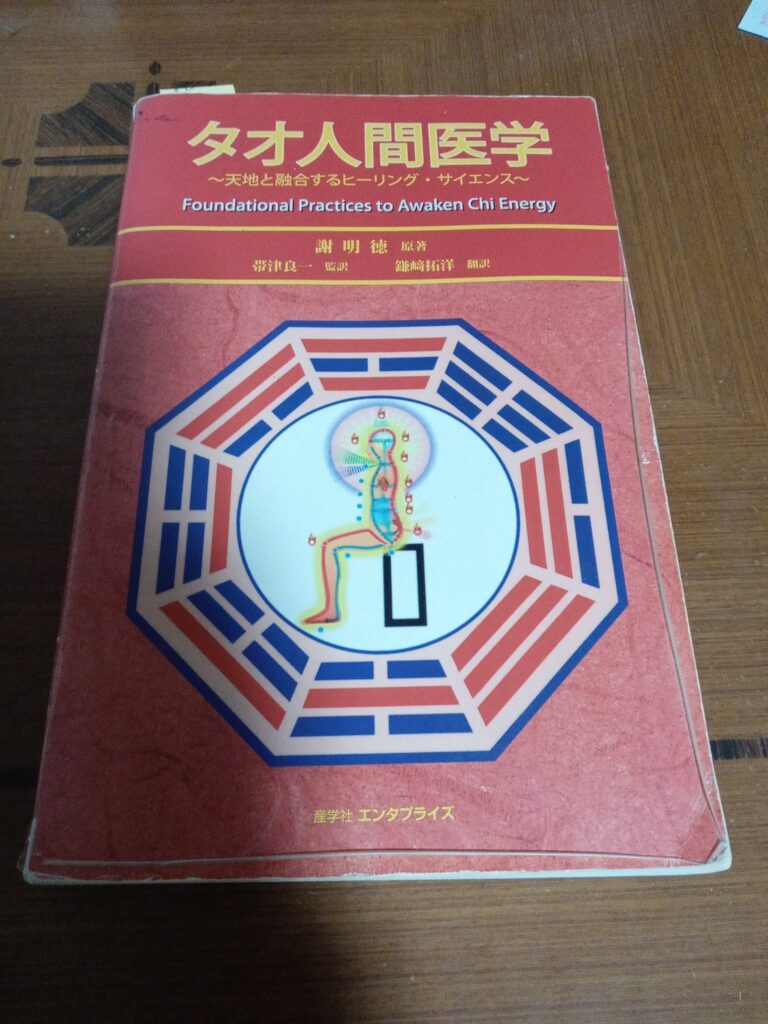 タオ人間医学
～天地と融合するヒーリング・サイエンス～
Foundational Practices to Awaken Chi Energy
謝明徳 原著
帯津良一 監訳 鎌﨑拓洋 翻訳
産学社 エンタプライズ